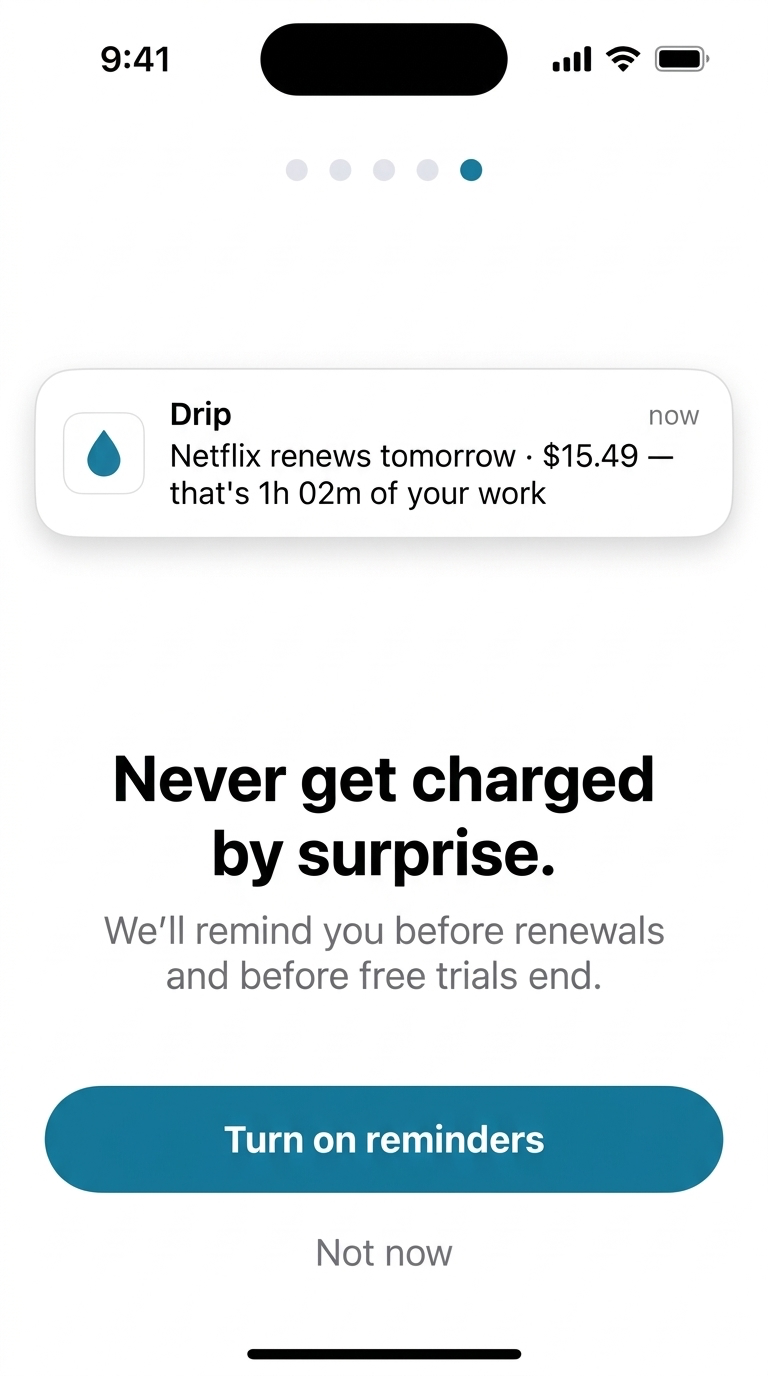 9:41
Drip
now
Netflix renews tomorrow · $15.49 —
that's 1h 02m of your work
Never get charged
by surprise.
We’ll remind you before renewals
and before free trials end.
Turn on reminders
Not now